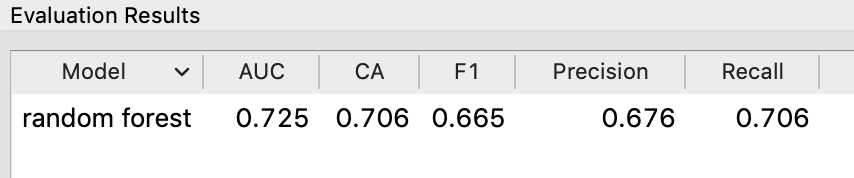 Evaluation Results
Model AUC CA F1 Precision Recall
random forest 0.725 0.706 0.665 0.676 0.706